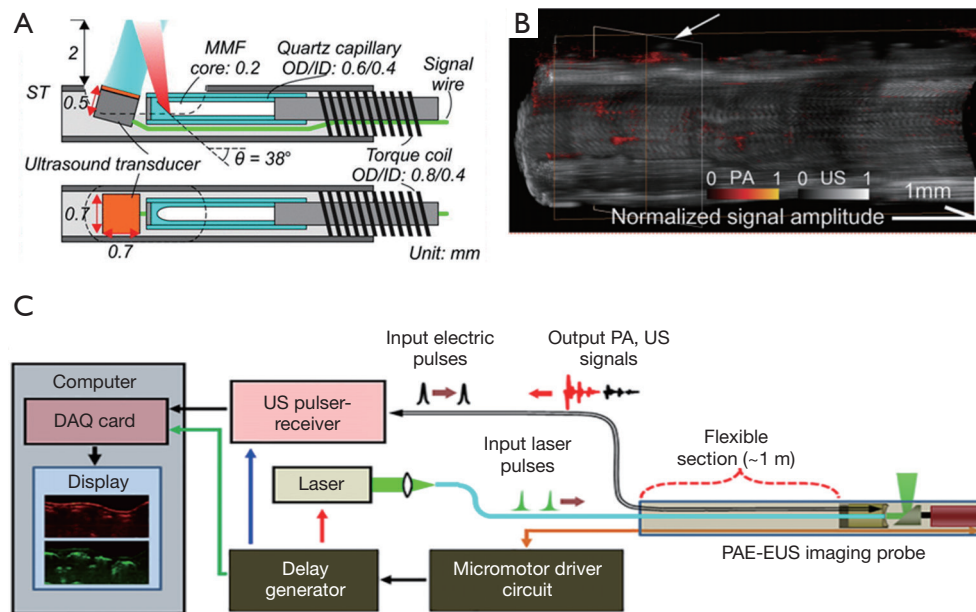 A
2
ST
0.5
MMF
core: 0.2
Quartz capillary
OD/ID: 0.6/0.4
Signal
wire
Ultrasound transducer
θ = 38°
Torque coil
OD/ID: 0.8/0.4
0.7
0.7
Unit: mm
B
0 PA 1 0 US 1
1mm
Normalized signal amplitude
C
Computer
DAQ card
Display
US pulser-
receiver
Input electric
pulses
Output PA, US
signals
Laser
Input laser
pulses
Flexible
section (~1 m)
Delay
generator
Micromotor driver
circuit
PAE-EUS imaging probe